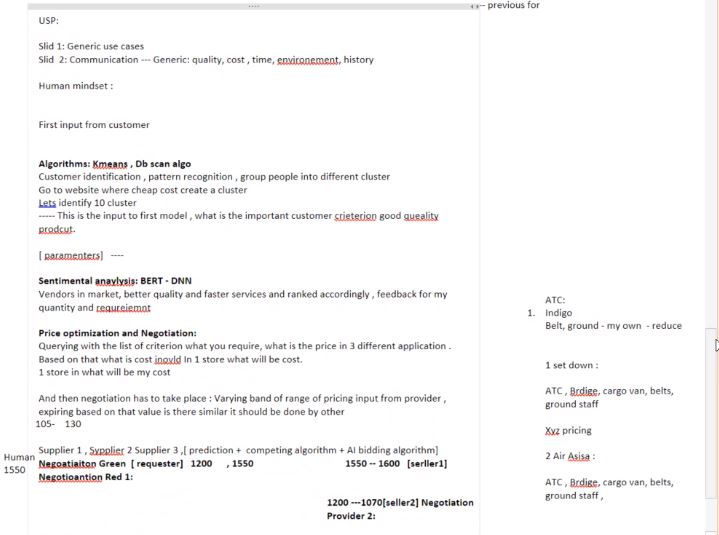 -- previous for
USP:
Slid 1: Generic use cases
Slid  2: Communication --- Generic: quality, cost , time, environement, history
Human mindset :
First input from customer
Algorithms: Kmeans , Db scan algo
Customer identification , pattern recognition , group people into different cluster
Go to website where cheap cost create a cluster
Lets identify 10 cluster
----- This is the input to first model , what is the important customer crieterion good queality
prodcut.
[ paramenters]  ----
Sentimental anaylysis: BERT - DNN
Vendors in market, better quality and faster services and ranked accordingly , feedback for my
quantity and requreiemnt
Price optimization and Negotiation:
Querying with the list of criterion what you require, what is the price in 3 different application .
Based on that what is cost inovld In 1 store what will be cost.
1 store in what will be my cost
And then negotiation has to take place : Varying band of range of pricing input from provider ,
expiring based on that value is there similar it should be done by other
105-   130
Supplier 1 , Sypplier 2 Supplier 3 ,[ prediction +  competing algorithm + AI bidding algorithm]
Human
1550
Negoatiaiton Green  [ requester]   1200    , 1550    1550 -- 1600   [serller1]
Negotioantion Red 1:
1200 ---1070[seller2] Negotiation
Provider 2:
ATC:
1.   Indigo
Belt, ground - my own  - reduce
1 set down :
ATC , Brdige, cargo van, belts,
ground staff
Xyz pricing
2 Air Asisa :
ATC , Brdige, cargo van, belts,
ground staff ,